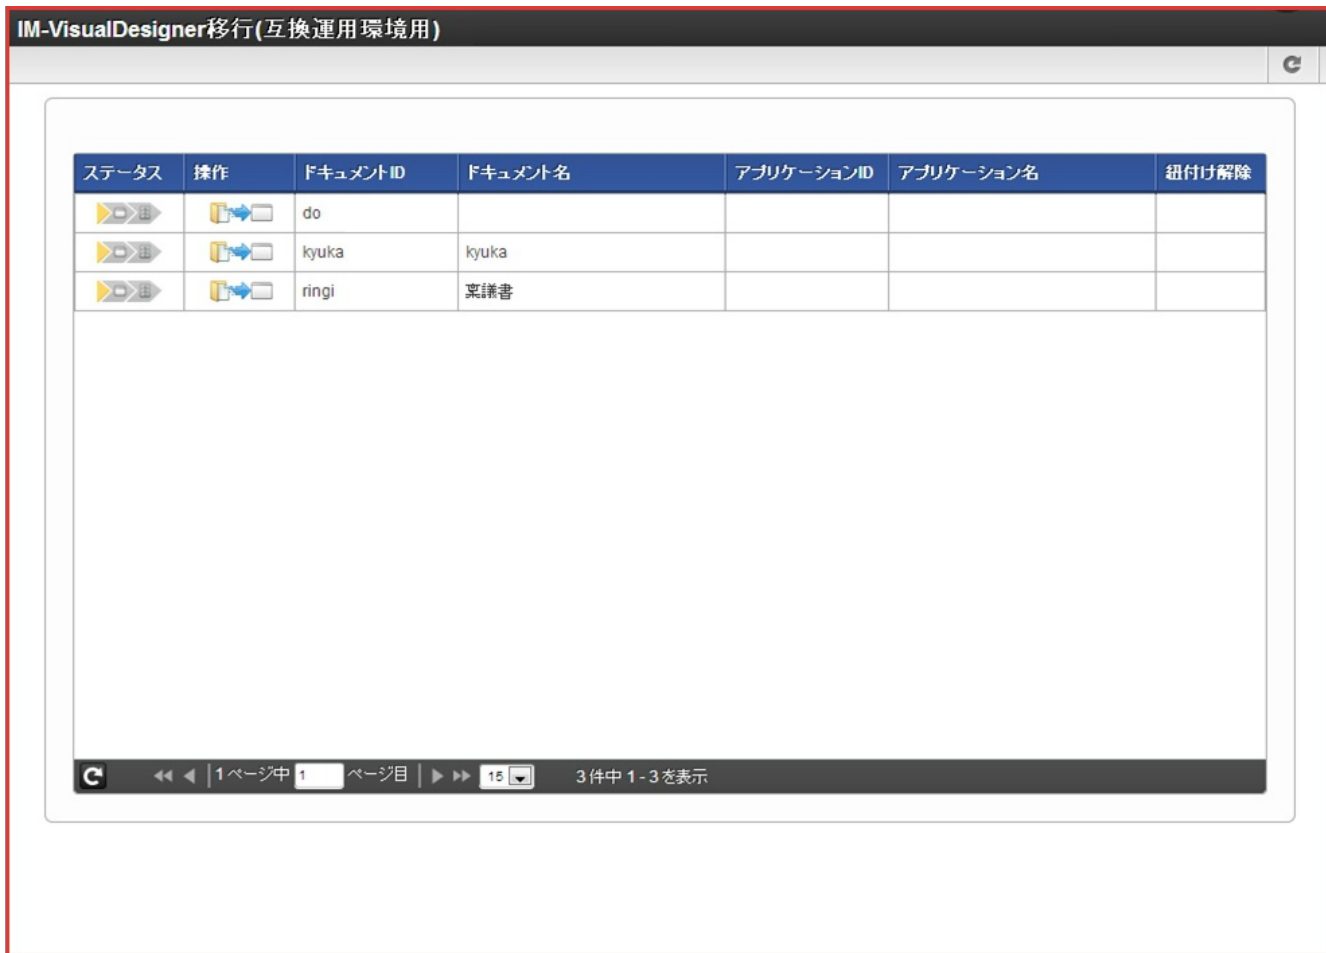 IM-VisualDesigner移行(互換運用環境用)
ステータス 操作 ドキュメントID ドキュメント名 アプリケーションID アプリケーション名 紐付け解除
do
kyuka kyuka
ringi 稟議書
1ページ中 1 ページ目 15 3件中 1 - 3 を表示